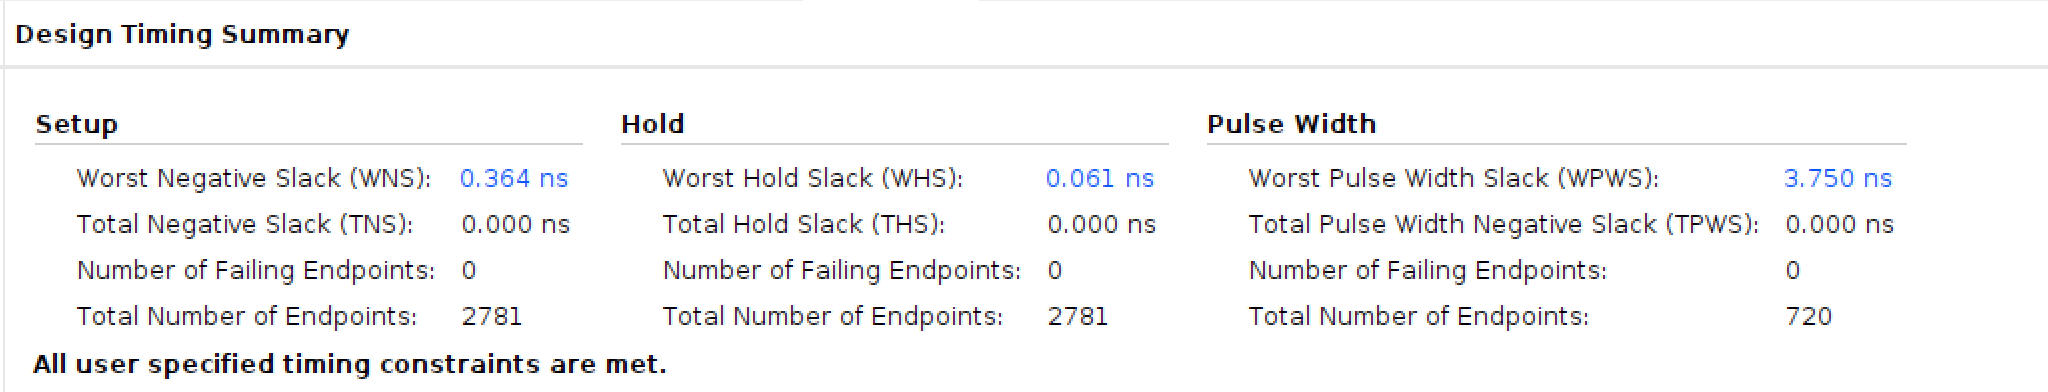 Design Timing Summary
Setup
Worst Negative Slack (WNS): 0.364 ns
Total Negative Slack (TNS): 0.000 ns
Number of Failing Endpoints: 0
Total Number of Endpoints: 2781
Hold
Worst Hold Slack (WHS): 0.061 ns
Total Hold Slack (THS): 0.000 ns
Number of Failing Endpoints: 0
Total Number of Endpoints: 2781
Pulse Width
Worst Pulse Width Slack (WPWS): 3.750 ns
Total Pulse Width Negative Slack (TPWS): 0.000 ns
Number of Failing Endpoints: 0
Total Number of Endpoints: 720
All user specified timing constraints are met.